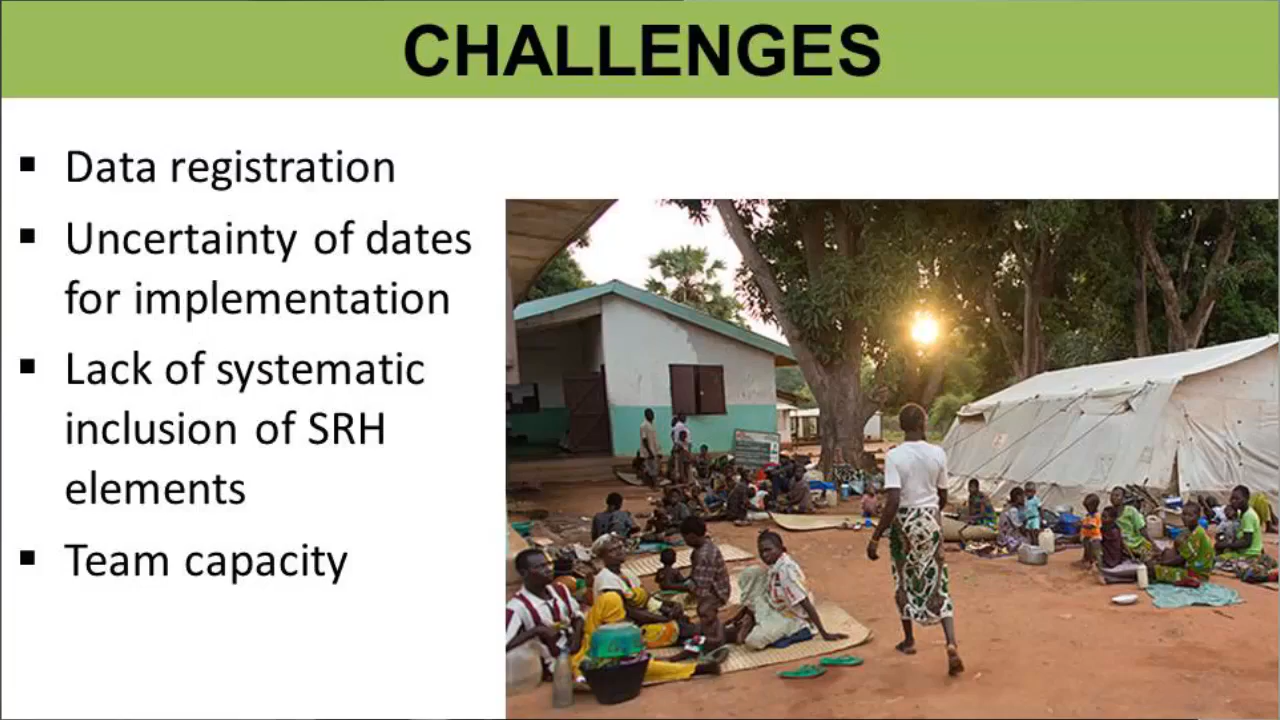 CHALLENGES
▪ Data registration
▪ Uncertainty of dates
for implementation
▪ Lack of systematic
inclusion of SRH
elements
▪ Team capacity